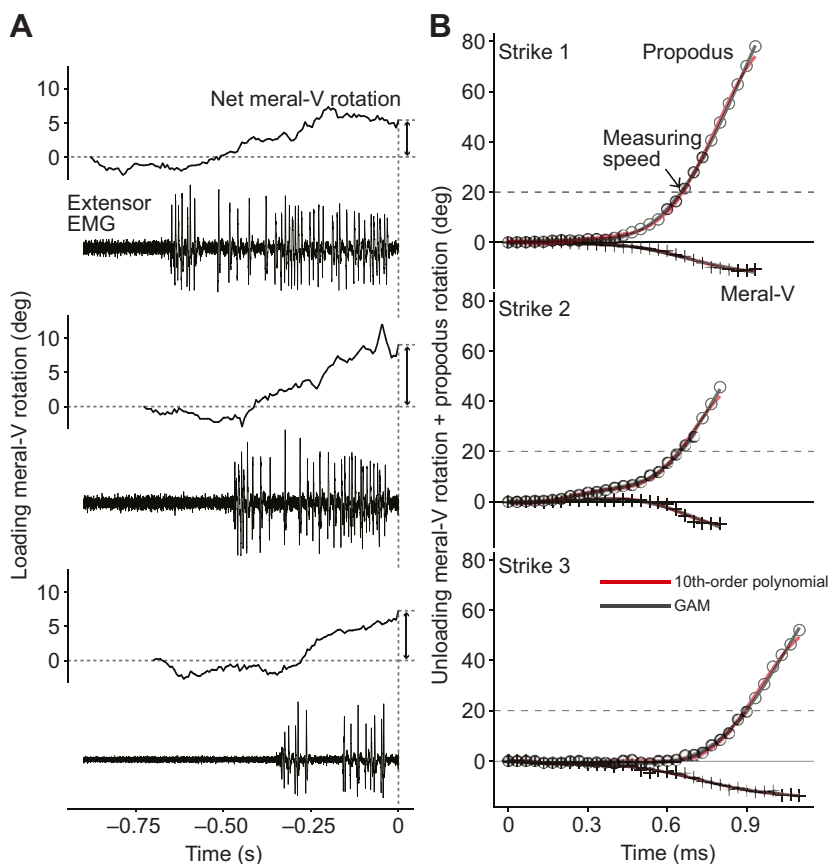 A
Loading meral-V rotation (deg)
10
5
0
Net meral-V rotation
Extensor
EMG
10
5
0
10
5
0
–0.75
–0.50
–0.25
0
Time (s)
B
Unloading meral-V rotation + propodus rotation (deg)
80
60
40
20
0
Strike 1
Propodus
Measuring
speed
Meral-V
80
60
40
20
0
Strike 2
80
60
40
20
0
Strike 3
10th-order polynomial
GAM
0
0.3
0.6
0.9
Time (ms)